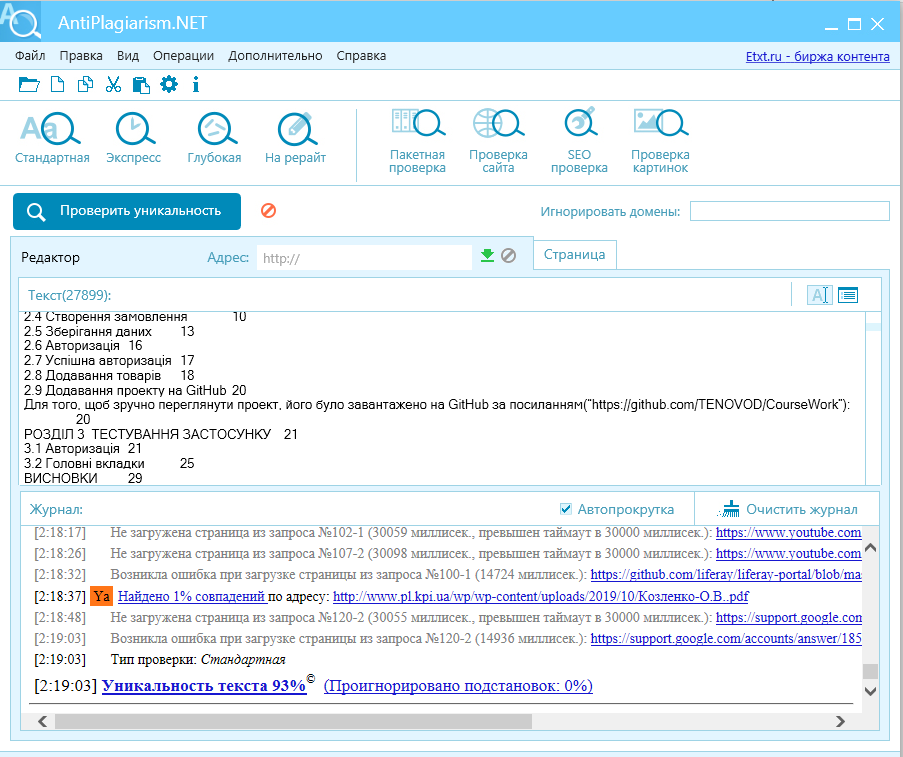 AntiPlagiarism.NET
Файл Правка Вид Операции Дополнительно Справка Etxt.ru - биржа контента
Стандартная Экспресс Глубокая На рерайт Пакетная проверка Проверка сайта SEO проверка Проверка картинок
Проверить уникальность Игнорировать домены:
Редактор Адрес: http:// Страница
Текст(27899):
2.4 Створення замовлення 10
2.5 Зберігання даних 13
2.6 Авторизація 16
2.7 Успішна авторизація 17
2.8 Додавання товарів 18
2.9 Додавання проекту на GitHub 20
Для того, щоб зручно переглянути проект, його було завантажено на GitHub за посиланням("https://github.com/TENOVOD/CourseWork"):
20
РОЗДІЛ 3 ТЕСТУВАННЯ ЗАСТОСУНКУ 21
3.1 Авторизація 21
3.2 Головні вкладки 25
ВИСНОВКИ 29
Журнал: Автопрокрутка Очистить журнал
[2:18:17] Не загружена страница из запроса №102-1 (30059 миллисек., превышен таймаут в 30000 миллисек.): https://www.youtube.com
[2:18:26] Не загружена страница из запроса №107-2 (30098 миллисек., превышен таймаут в 30000 миллисек.): https://www.youtube.com
[2:18:32] Возникла ошибка при загрузке страницы из запроса №100-1 (14724 миллисек.): https://github.com/liferay/liferay-portal/blob/mas
[2:18:37] Ya Найдено 1% совпадений по адресу: http://www.pl.kpi.ua/wp/wp-content/uploads/2019/10/Козленко-О.В..pdf
[2:18:48] Не загружена страница из запроса №120-2 (30055 миллисек., превышен таймаут в 30000 миллисек.): https://support.google.com
[2:19:03] Возникла ошибка при загрузке страницы из запроса №120-2 (14936 миллисек.): https://support.google.com/accounts/answer/185
[2:19:03] Тип проверки: Стандартная
[2:19:03] Уникальность текста 93%© (Проигнорировано подстановок: 0%)